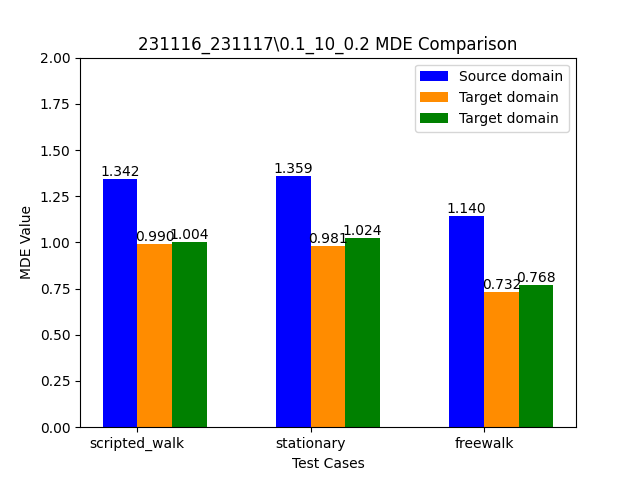 231116_231117\0.1_10_0.2 MDE Comparison
2.00
1.75
1.50
1.25
1.00
0.75
0.50
0.25
0.00
MDE Value
Source domain
Target domain
Target domain
1.342
0.990
1.004
1.359
0.981
1.024
1.140
0.732
0.768
scripted_walk
stationary
freewalk
Test Cases